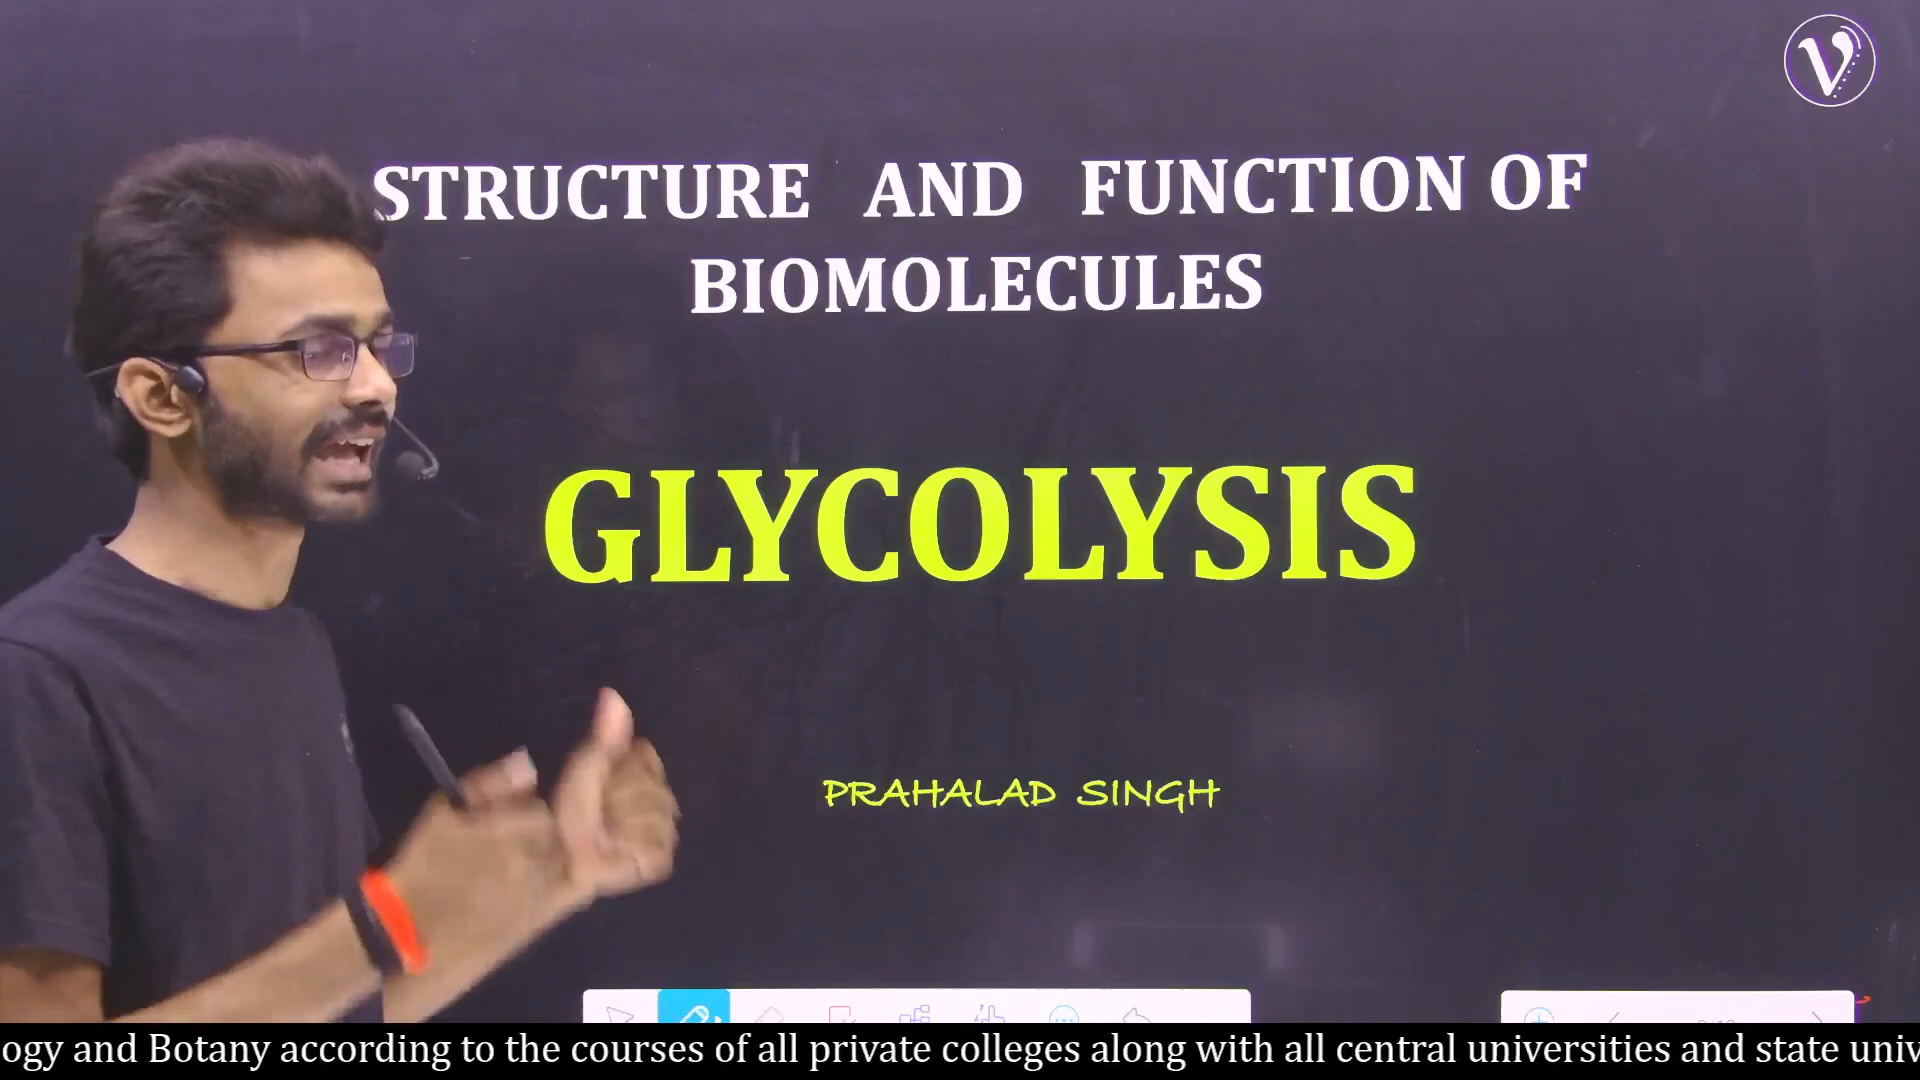 V
STRUCTURE AND FUNCTION OF
BIOMOLECULES
GLYCOLYSIS
PRAHALAD SINGH
ogy and Botany according to the courses of all private colleges along with all central universities and state univ